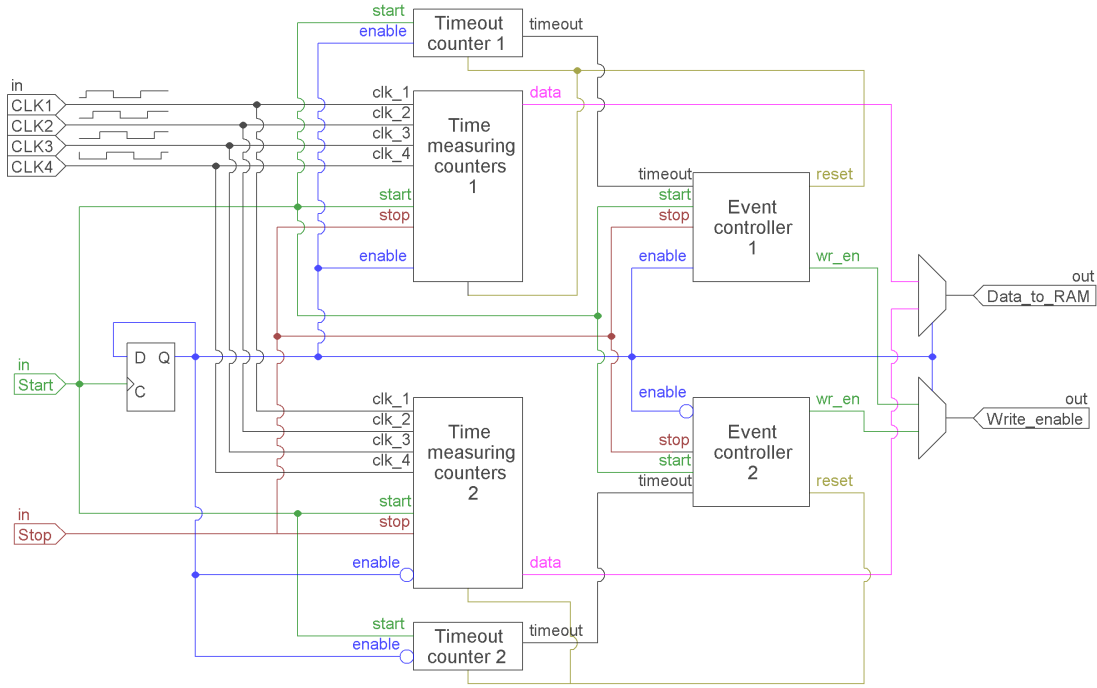 start
enable
Timeout
counter 1
timeout
in
CLK1
CLK2
CLK3
CLK4
clk_1
clk_2
clk_3
clk_4
start
stop
enable
Time
measuring
counters
1
data
timeout
start
stop
enable
Event
controller
1
reset
wr_en
out
Data_to_RAM
in
Start
D Q
C
clk_1
clk_2
clk_3
clk_4
start
stop
enable
Time
measuring
counters
2
data
enable
stop
start
timeout
Event
controller
2
wr_en
reset
out
Write_enable
in
Stop
start
enable
Timeout
counter 2
timeout